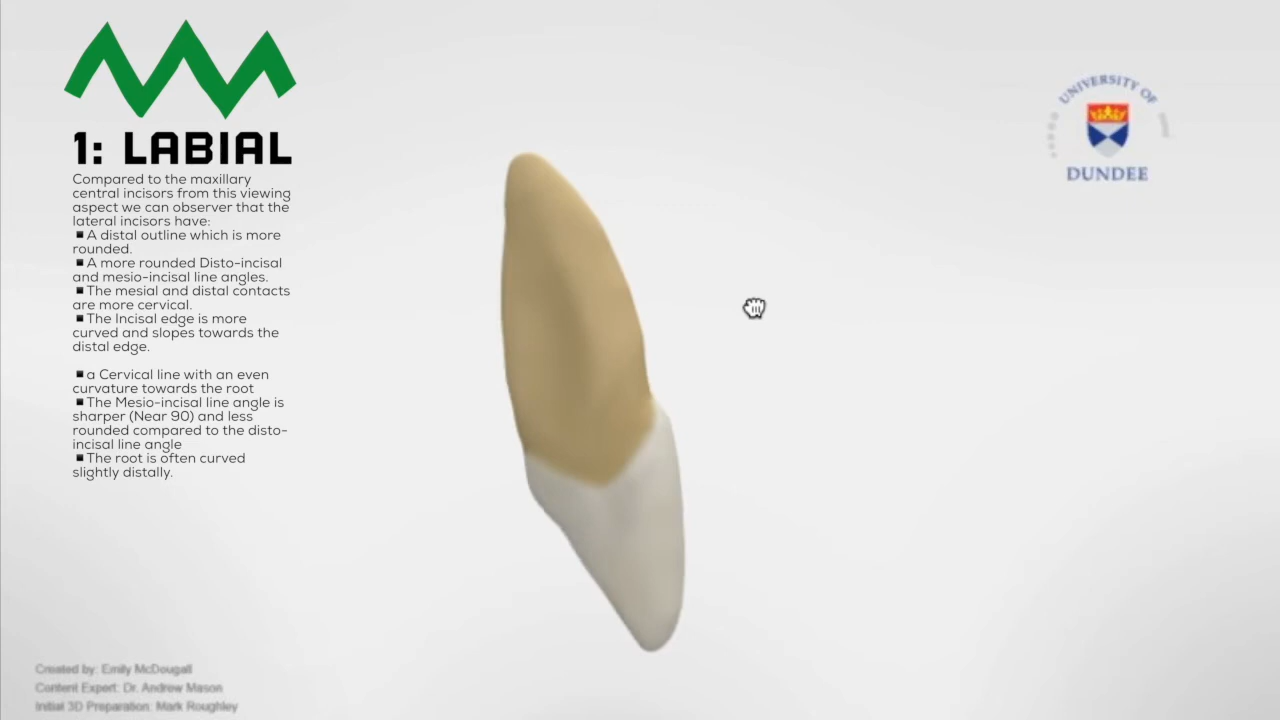 1: LABIAL
Compared to the maxillary
central incisors from this viewing
aspect we can observer that the
lateral incisors have:
▪A distal outline which is more
rounded.
▪A more rounded Disto-incisal
and mesio-incisal line angles.
▪The mesial and distal contacts
are more cervical.
▪The Incisal edge is more
curved and slopes towards the
distal edge.
▪a Cervical line with an even
curvature towards the root
▪The Mesio-incisal line angle is
sharper (Near 90) and less
rounded compared to the disto-
incisal line angle
▪The root is often curved
slightly distally.
UNIVERSITY OF
DUNDEE
Created by: Emily McDougall
Content Expert: Dr. Andrew Mason
Initial 3D Preparation: Mark Roughley